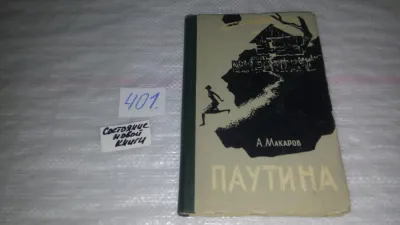 401.
Состояние
новой
книги
А. Макаров
ПАУТИНА